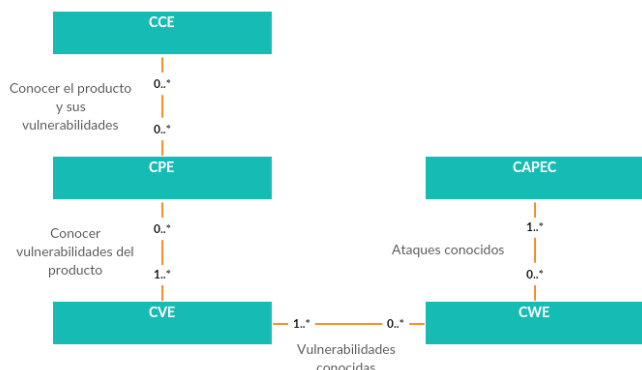 CCE
0..*
Conocer el producto
y sus
vulnerabilidades
0..*
CPE
CAPEC
0..*
Conocer
vulnerabilidades del
producto
1..*
1..*
Ataques conocidos
0..*
CVE
1..*
0..*
CWE
Vulnerabilidades
conocidas